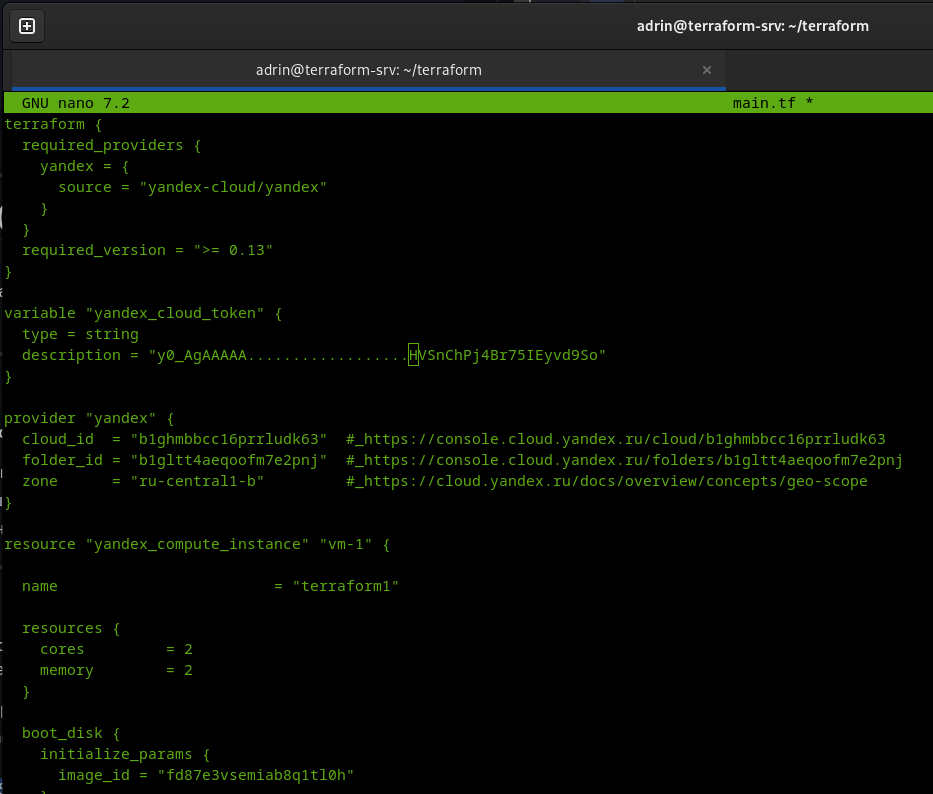 adrin@terraform-srv: ~/terraform
adrin@terraform-srv: ~/terraform ×
GNU nano 7.2 main.tf *
terraform {
  required_providers {
    yandex = {
      source = "yandex-cloud/yandex"
    }
  }
  required_version = ">= 0.13"
}
variable "yandex_cloud_token" {
  type = string
  description = "y0_AgAAAAA..................HVSnChPj4Br75IEyvd9So"
}
provider "yandex" {
  cloud_id  = "b1ghmbbcc16prrludk63"  #_https://console.cloud.yandex.ru/cloud/b1ghmbbcc16prrludk63
  folder_id = "b1gltt4aeqoofm7e2pnj"  #_https://console.cloud.yandex.ru/folders/b1gltt4aeqoofm7e2pnj
  zone      = "ru-central1-b"         #_https://cloud.yandex.ru/docs/overview/concepts/geo-scope
}
resource "yandex_compute_instance" "vm-1" {
  name                        = "terraform1"
  resources {
    cores         = 2
    memory        = 2
  }
  boot_disk {
    initialize_params {
      image_id = "fd87e3vsemiab8q1tl0h"
    }